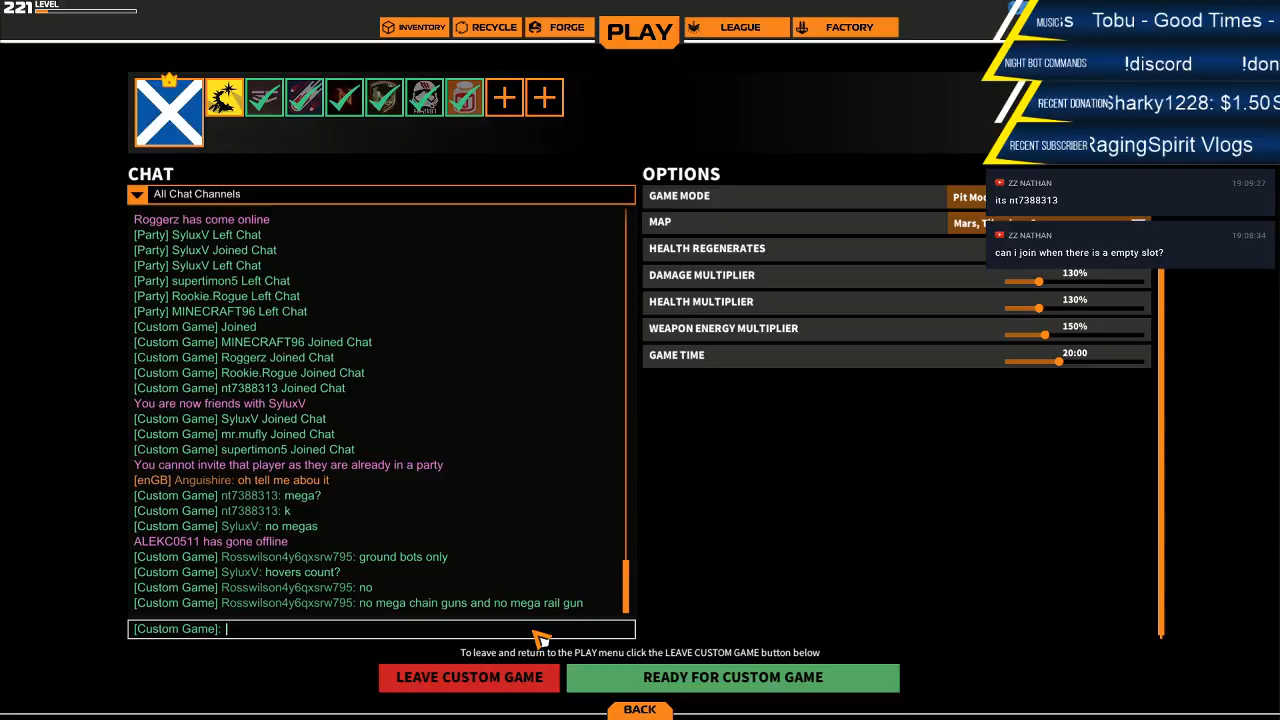 221 LEVEL
INVENTORY
RECYCLE
FORGE
PLAY
LEAGUE
FACTORY
MUSIC
Tobu - Good Times -
NIGHT BOT COMMANDS
!discord !don
RECENT DONATION
Sharky1228: $1.50
RECENT SUBSCRIBER
RagingSpirit Vlogs
ZZ NATHAN 19:09:27
its nt7388313
ZZ NATHAN 19:08:34
can i join when there is a empty slot?
CHAT
All Chat Channels
Roggerz has come online
[Party] SyluxV Left Chat
[Party] SyluxV Joined Chat
[Party] SyluxV Left Chat
[Party] supertimon5 Left Chat
[Party] Rookie.Rogue Left Chat
[Party] MINECRAFT96 Left Chat
[Custom Game] Joined
[Custom Game] MINECRAFT96 Joined Chat
[Custom Game] Roggerz Joined Chat
[Custom Game] Rookie.Rogue Joined Chat
[Custom Game] nt7388313 Joined Chat
You are now friends with SyluxV
[Custom Game] SyluxV Joined Chat
[Custom Game] mr.mufly Joined Chat
[Custom Game] supertimon5 Joined Chat
You cannot invite that player as they are already in a party
[enGB] Anguishire: oh tell me abou it
[Custom Game] nt7388313: mega?
[Custom Game] nt7388313: k
[Custom Game] SyluxV: no megas
ALEKC0511 has gone offline
[Custom Game] Rosswilson4y6qxsrw795: ground bots only
[Custom Game] SyluxV: hovers count?
[Custom Game] Rosswilson4y6qxsrw795: no
[Custom Game] Rosswilson4y6qxsrw795: no mega chain guns and no mega rail gun
[Custom Game]:
OPTIONS
GAME MODE Pit
MAP Mars,
HEALTH REGENERATES
DAMAGE MULTIPLIER 130%
HEALTH MULTIPLIER 130%
WEAPON ENERGY MULTIPLIER 150%
GAME TIME 20:00
To leave and return to the PLAY menu click the LEAVE CUSTOM GAME button below
LEAVE CUSTOM GAME
READY FOR CUSTOM GAME
BACK